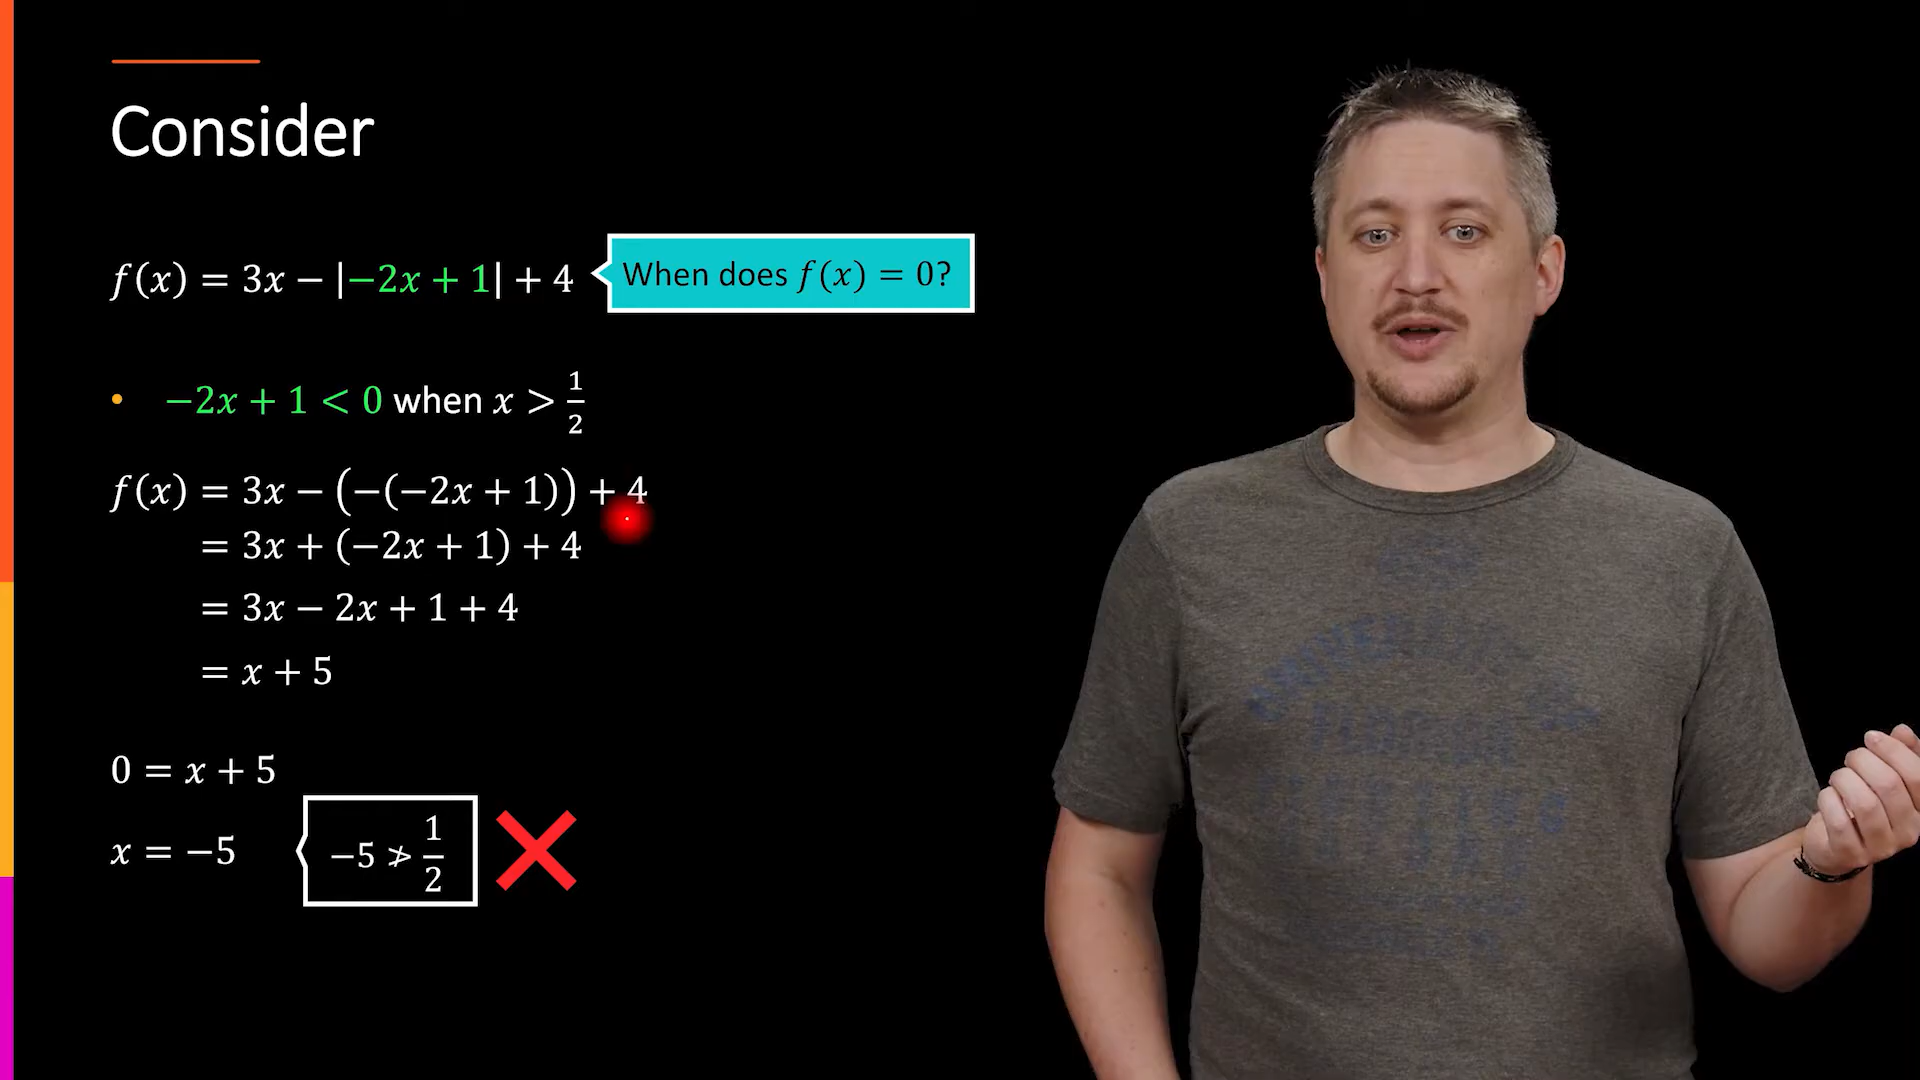 Consider
f(x) = 3x − |−2x + 1| + 4
When does f(x) = 0?
• −2x + 1 < 0 when x > 1/2
f(x) = 3x − (−(−2x + 1)) + 4
= 3x + (−2x + 1) + 4
= 3x − 2x + 1 + 4
= x + 5
0 = x + 5
x = −5
−5 ≯ 1/2